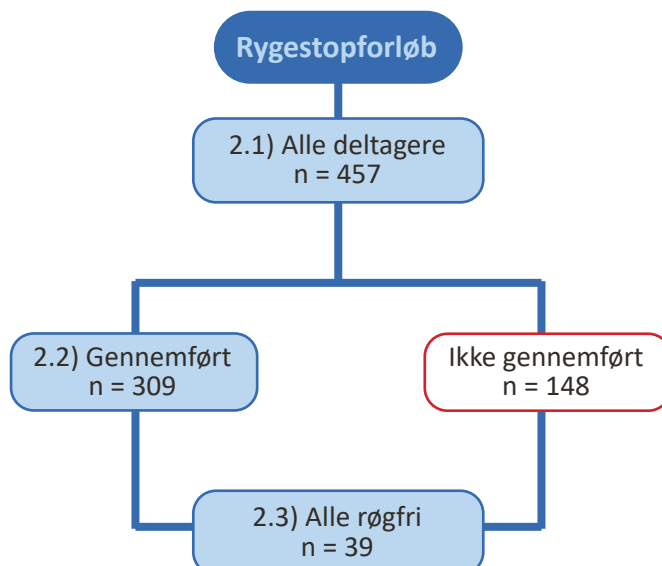 Rygestopforløb
2.1) Alle deltagere
n = 457
2.2) Gennemført
n = 309
Ikke gennemført
n = 148
2.3) Alle røgfri
n = 39